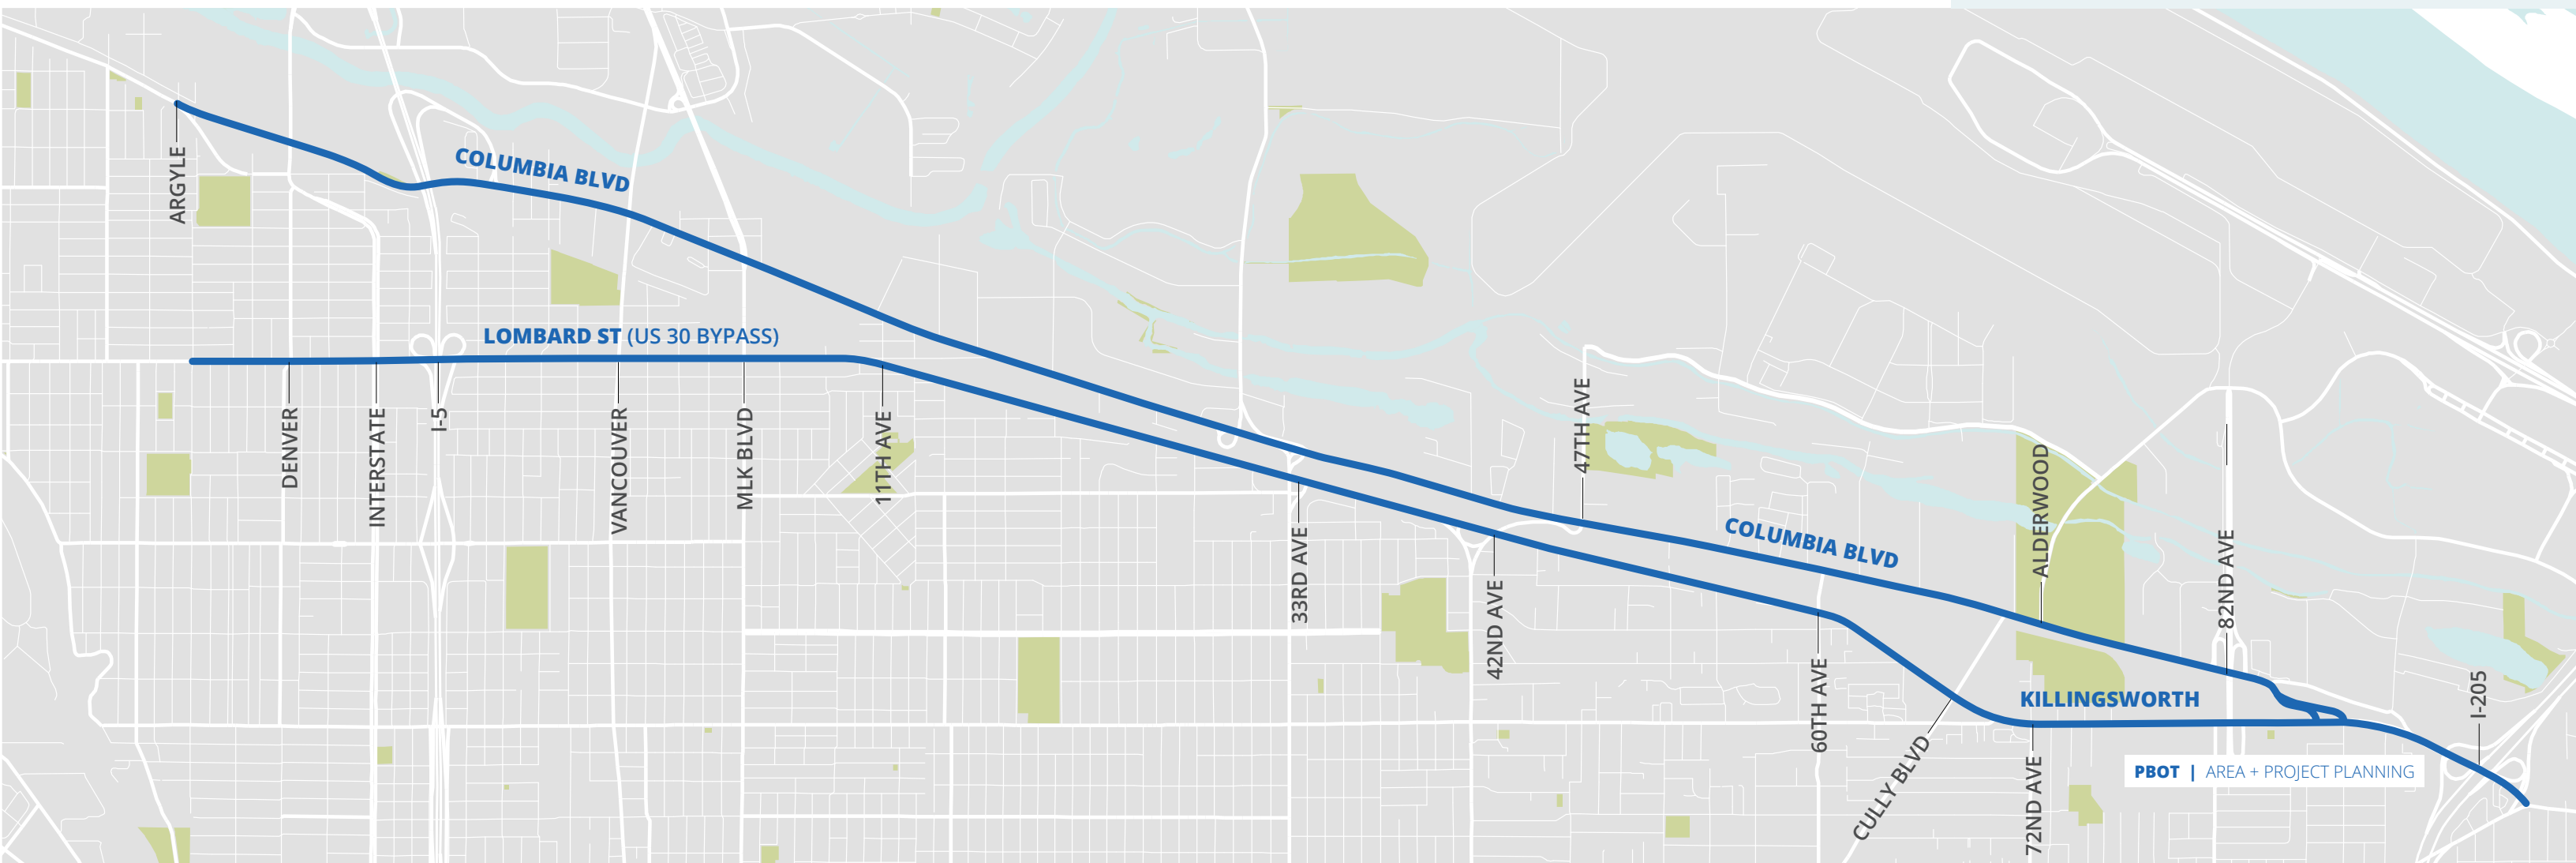 COLUMBIA BLVD
ARGYLE
LOMBARD ST (US 30 BYPASS)
DENVER
INTERSTATE
I-5
VANCOUVER
MLK BLVD
11TH AVE
33RD AVE
42ND AVE
47TH AVE
COLUMBIA BLVD
60TH AVE
CULLY BLVD
ALDERWOOD
72ND AVE
82ND AVE
KILLINGSWORTH
I-205
PBOT | AREA + PROJECT PLANNING